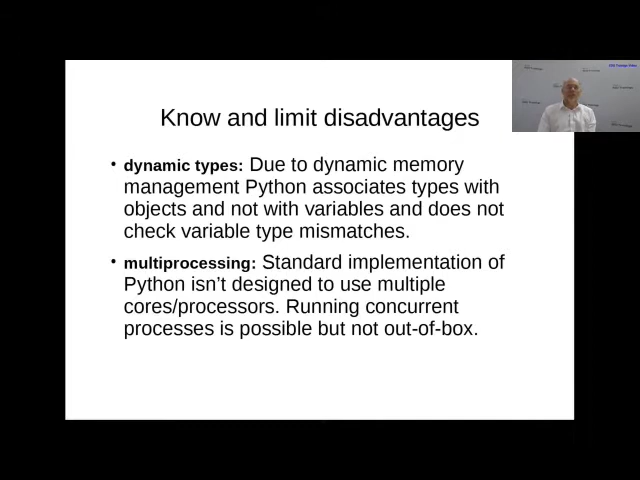 Know and limit disadvantages
• dynamic types: Due to dynamic memory
management Python associates types with
objects and not with variables and does not
check variable type mismatches.
• multiprocessing: Standard implementation of
Python isn't designed to use multiple
cores/processors. Running concurrent
processes is possible but not out-of-box.